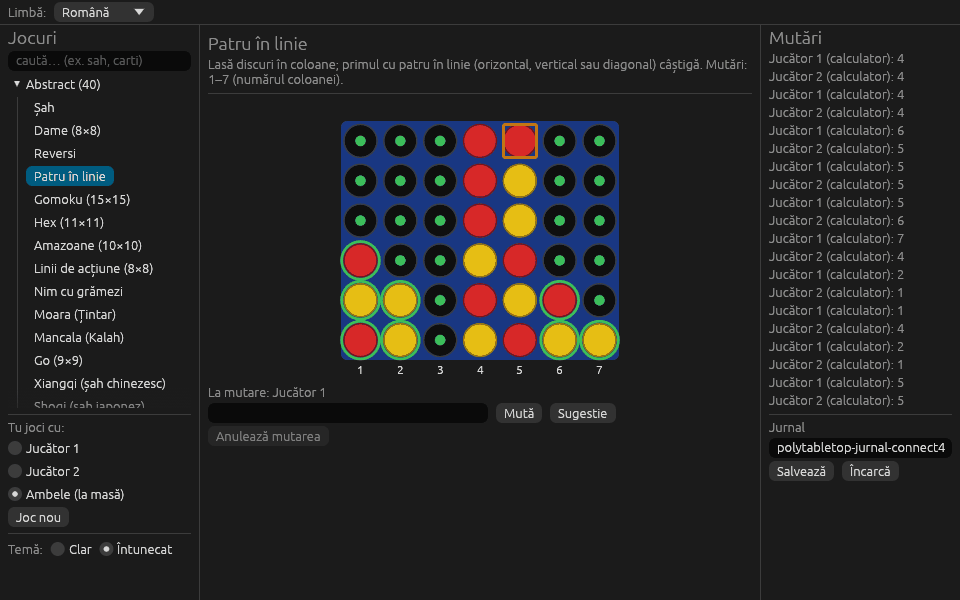 Limbă: Română
Jocuri
caută... (ex. sah, carti)
Abstract (40)
Șah
Dame (8×8)
Reversi
Patru în linie
Gomoku (15×15)
Hex (11×11)
Amazoane (10×10)
Linii de acțiune (8×8)
Nim cu grămezi
Moara (Țintar)
Mancala (Kalah)
Go (9×9)
Xiangqi (șah chinezesc)
Shogi (șah japonez)
Tu joci cu:
Jucător 1
Jucător 2
Ambele (la masă)
Joc nou
Temă: Clar Întunecat
Patru în linie
Lasă discuri în coloane; primul cu patru în linie (orizontal, vertical sau diagonal) câștigă. Mutări:
1–7 (numărul coloanei).
1 2 3 4 5 6 7
La mutare: Jucător 1
Mută Sugestie
Anulează mutarea
Mutări
Jucător 1 (calculator): 4
Jucător 2 (calculator): 4
Jucător 1 (calculator): 4
Jucător 2 (calculator): 4
Jucător 1 (calculator): 6
Jucător 2 (calculator): 5
Jucător 1 (calculator): 5
Jucător 2 (calculator): 5
Jucător 1 (calculator): 5
Jucător 2 (calculator): 6
Jucător 1 (calculator): 7
Jucător 2 (calculator): 4
Jucător 1 (calculator): 2
Jucător 2 (calculator): 1
Jucător 1 (calculator): 1
Jucător 2 (calculator): 4
Jucător 1 (calculator): 2
Jucător 2 (calculator): 1
Jucător 1 (calculator): 5
Jucător 2 (calculator): 5
Jurnal
polytabletop-jurnal-connect4
Salvează Încarcă